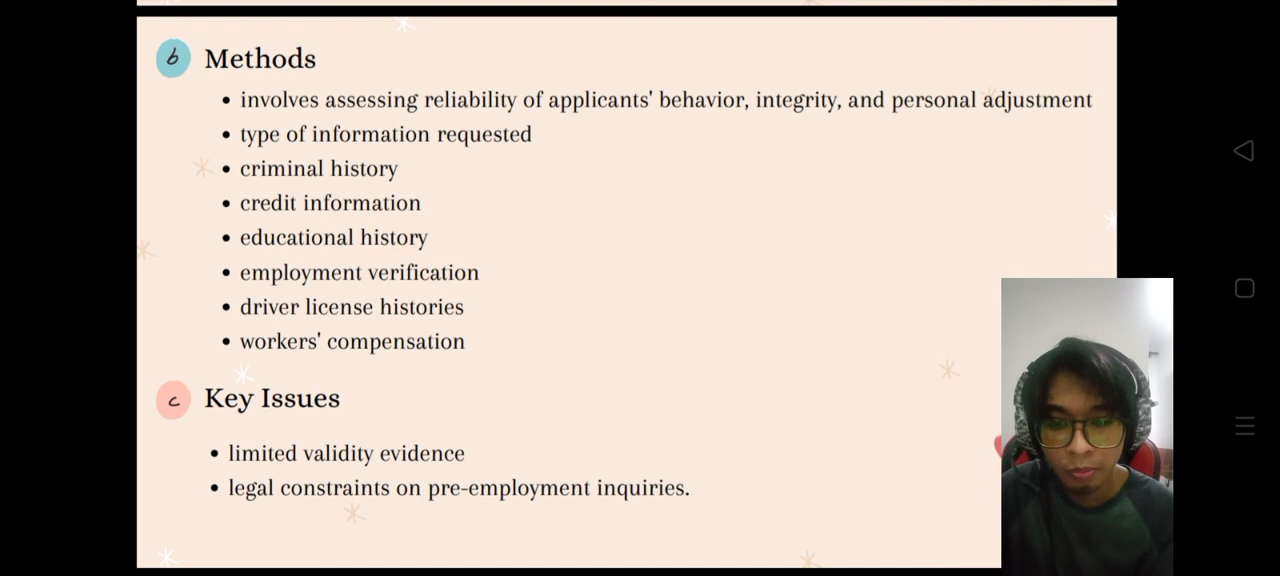 b Methods
• involves assessing reliability of applicants' behavior, integrity, and personal adjustment
• type of information requested
• criminal history
• credit information
• educational history
• employment verification
• driver license histories
• workers' compensation
c Key Issues
• limited validity evidence
• legal constraints on pre-employment inquiries.